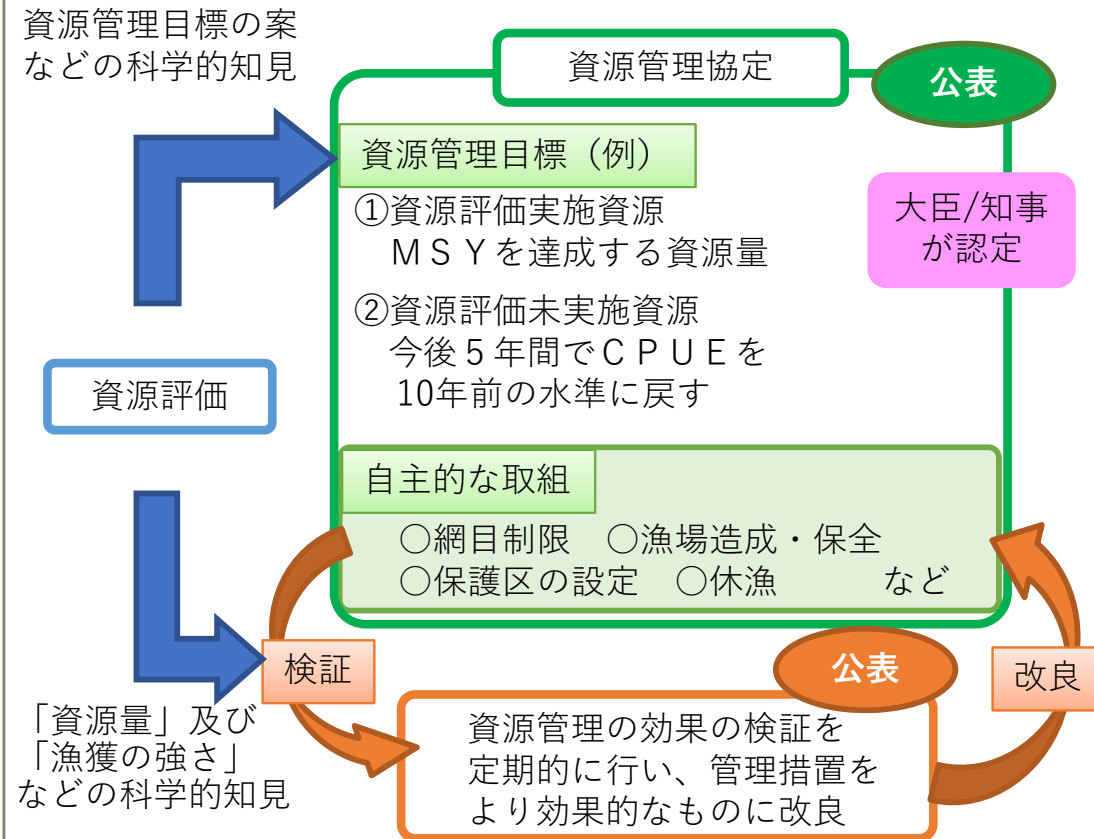 資源管理目標の案
などの科学的知見
資源管理協定
公表
資源管理目標（例）
①資源評価実施資源
ＭＳＹを達成する資源量
大臣/知事
が認定
②資源評価未実施資源
今後５年間でＣＰＵＥを
10年前の水準に戻す
資源評価
自主的な取組
○網目制限　○漁場造成・保全
○保護区の設定　○休漁　　　など
検証
公表
改良
「資源量」及び
「漁獲の強さ」
などの科学的知見
資源管理の効果の検証を
定期的に行い、管理措置を
より効果的なものに改良